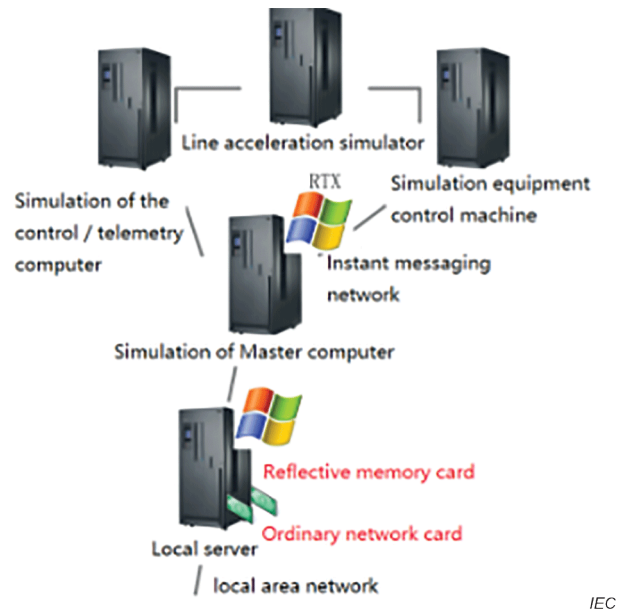 Line acceleration simulator
Simulation of the
control / telemetry
computer
RTX
Simulation equipment
control machine
Instant messaging
network
Simulation of Master computer
Reflective memory card
Ordinary network card
Local server
local area network
IEC